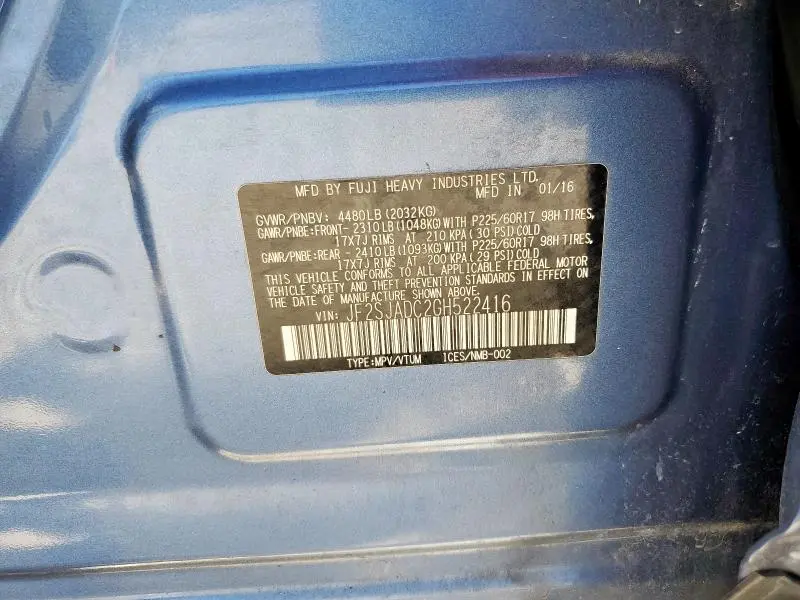 MFD BY FUJI HEAVY INDUSTRIES LTD.
MFD IN 01/16
GVWR/PNBV: 4480LB(2032KG)
GAWR/PNBE:FRONT- 2310LB(1048KG)WITH P225/60R17 98H TIRES,
17X7J RIMS AT 210 KPA(30 PSI)COLD
GAWR/PNBE:REAR - 2410LB(1093KG)WITH P225/60R17 98H TIRES,
17X7J RIMS AT 200 KPA(29 PSI)COLD
THIS VEHICLE CONFORMS TO ALL APPLICABLE FEDERAL MOTOR
VEHICLE SAFETY AND THEFT PREVENTION STANDARDS IN EFFECT ON
THE DATE OF MANUFACTURE SHOWN ABOVE.
VIN: JF2SJADC2GH522416
TYPE:MPV/VTUM ICES/NMB-002